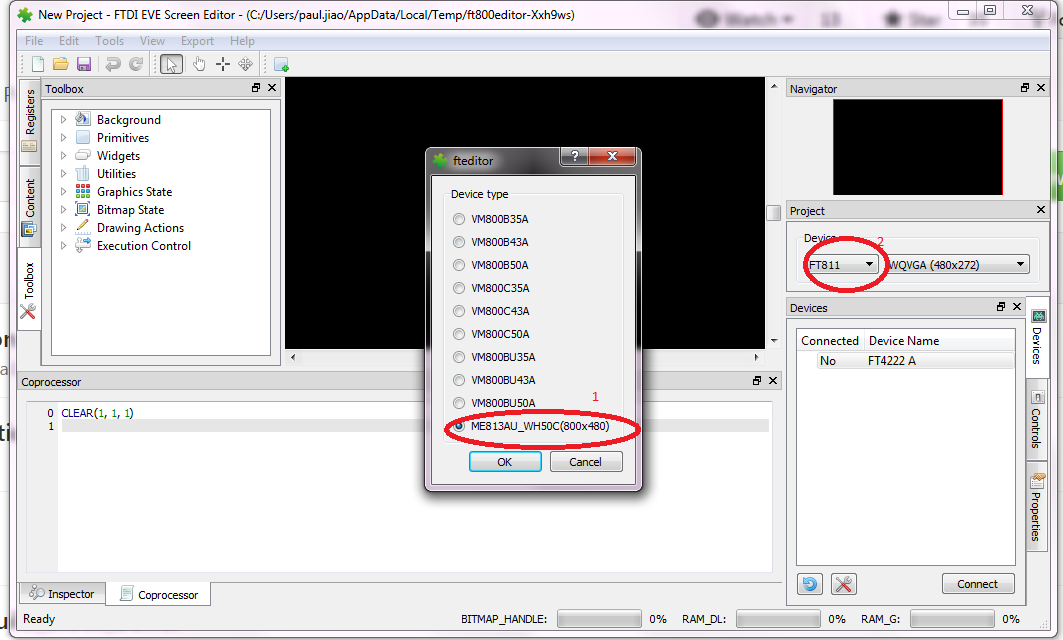 New Project - FTDI EVE Screen Editor - (C:/Users/paul.jiao/AppData/Local/Temp/ft800editor-Xxh9ws)
Watch
13
Star
File Edit Tools View Export Help
Registers
Content
Toolbox
Toolbox
Background
Primitives
Widgets
Utilities
Graphics State
Bitmap State
Drawing Actions
Execution Control
fteditor
Device type
VM800B35A
VM800B43A
VM800B50A
VM800C35A
VM800C43A
VM800C50A
VM800BU35A
VM800BU43A
VM800BU50A
1
ME813AU_WH50C(800x480)
OK Cancel
Navigator
Project
Device
2
FT811 WQVGA (480x272)
Devices
Connected Device Name
No FT4222 A
Connect
Devices
Controls
Properties
Coprocessor
0 CLEAR(1, 1, 1)
1
Inspector Coprocessor
Ready BITMAP_HANDLE: 0% RAM_DL: 0% RAM_G: 0%